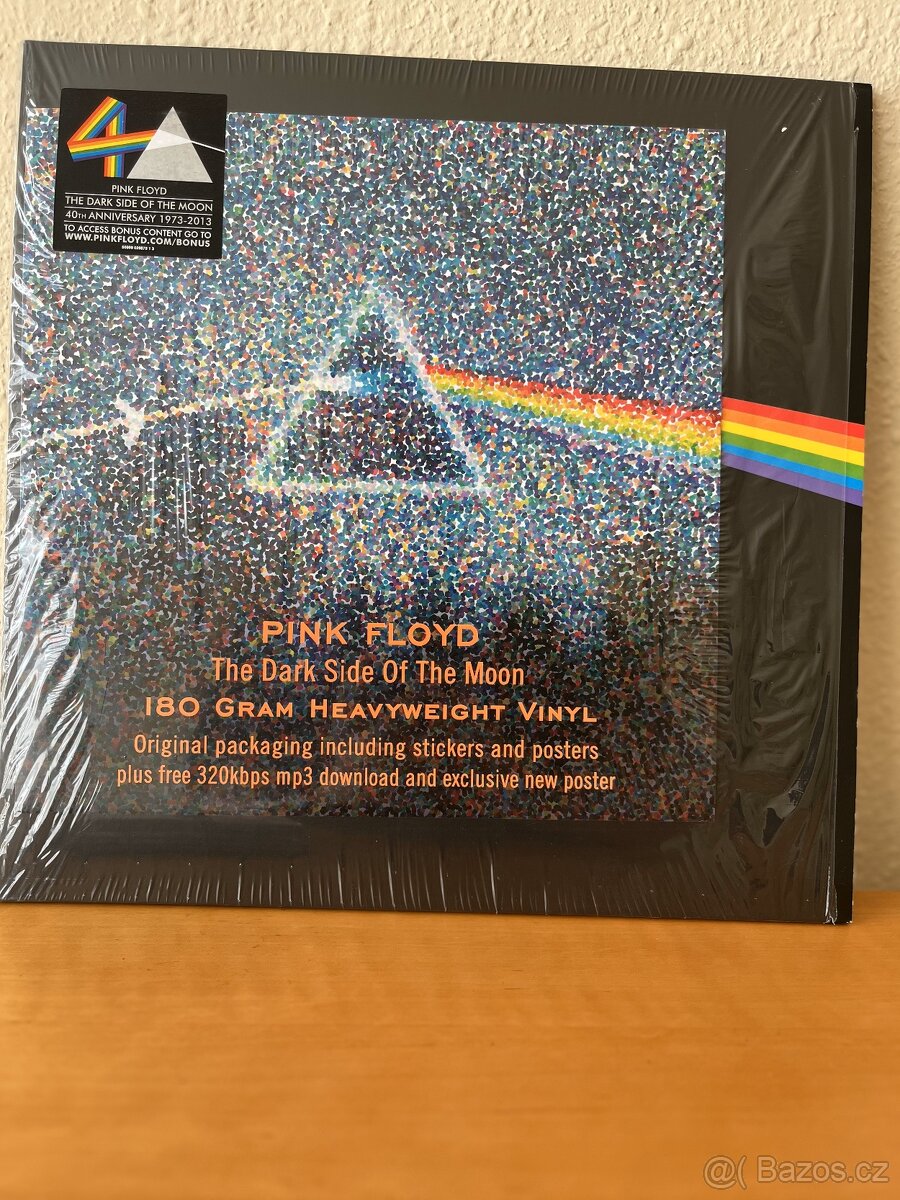 40
PINK FLOYD
THE DARK SIDE OF THE MOON
40TH ANNIVERSARY 1973-2013
TO ACCESS BONUS CONTENT GO TO
WWW.PINKFLOYD.COM/BONUS
PINK FLOYD
The Dark Side Of The Moon
180 GRAM HEAVYWEIGHT VINYL
Original packaging including stickers and posters
plus free 320kbps mp3 download and exclusive new poster
@( Bazos.cz